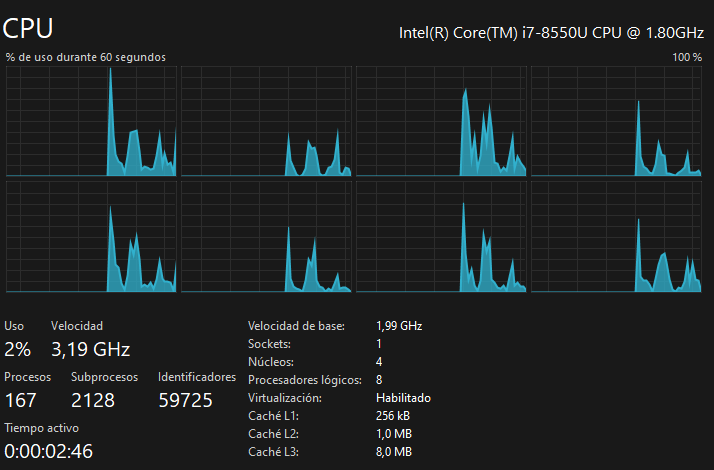 CPU
Intel(R) Core(TM) i7-8550U CPU @ 1.80GHz
% de uso durante 60 segundos
100 %
Uso
Velocidad
2%
3,19 GHz
Procesos
Subprocesos
Identificadores
167
2128
59725
Tiempo activo
0:00:02:46
Velocidad de base: 1,99 GHz
Sockets: 1
Núcleos: 4
Procesadores lógicos: 8
Virtualización: Habilitado
Caché L1: 256 kB
Caché L2: 1,0 MB
Caché L3: 8,0 MB